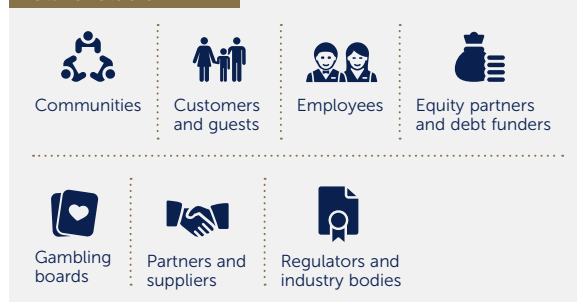 Communities
Customers
and guests
Employees
Equity partners
and debt funders
Gambling
boards
Partners and
suppliers
Regulators and
industry bodies